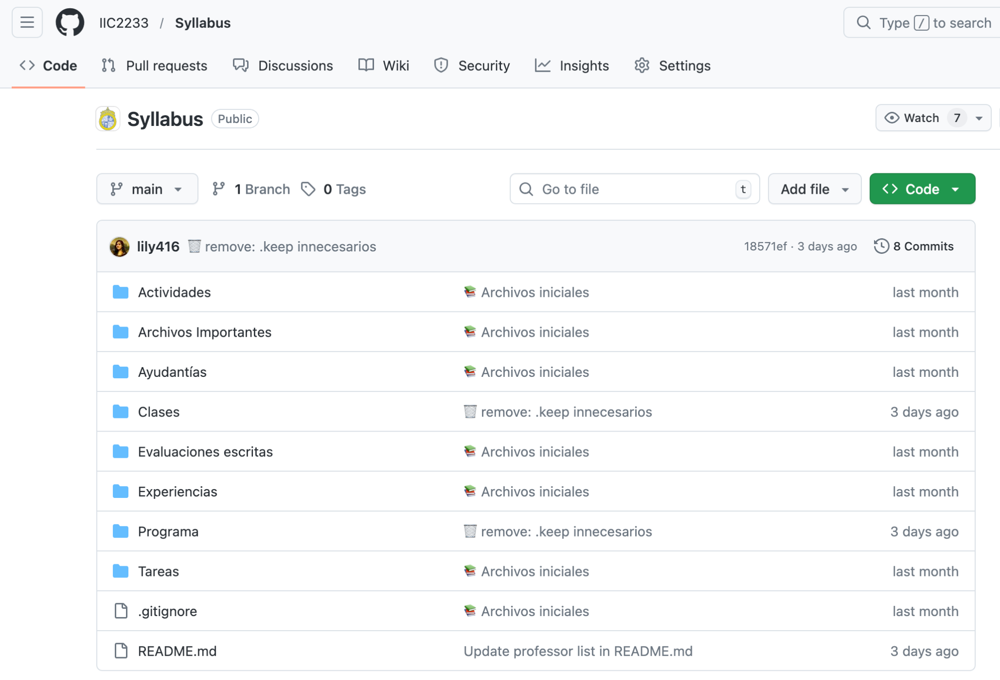 IIC2233 / Syllabus
Type / to search
Code Pull requests Discussions Wiki Security Insights Settings
Syllabus Public
Watch 7
main 1 Branch 0 Tags
Go to file t
Add file
Code
lily416 remove: .keep innecesarios 18571ef · 3 days ago 8 Commits
Actividades Archivos iniciales last month
Archivos Importantes Archivos iniciales last month
Ayudantías Archivos iniciales last month
Clases remove: .keep innecesarios 3 days ago
Evaluaciones escritas Archivos iniciales last month
Experiencias Archivos iniciales last month
Programa remove: .keep innecesarios 3 days ago
Tareas Archivos iniciales last month
.gitignore Archivos iniciales last month
README.md Update professor list in README.md 3 days ago